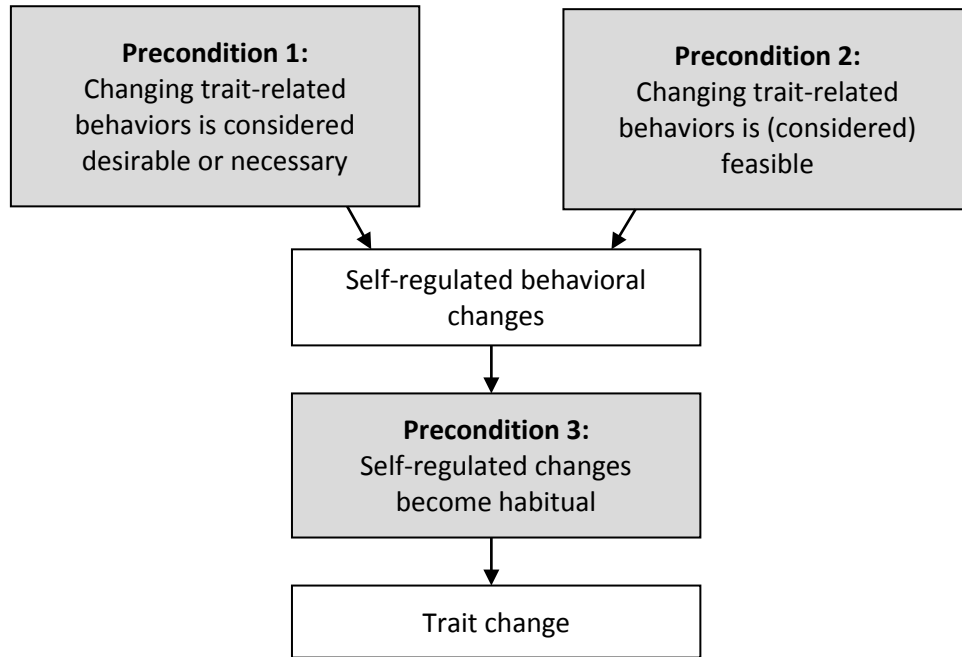 Precondition 1:
Changing trait-related
behaviors is considered
desirable or necessary
Precondition 2:
Changing trait-related
behaviors is (considered)
feasible
Self-regulated behavioral
changes
Precondition 3:
Self-regulated changes
become habitual
Trait change